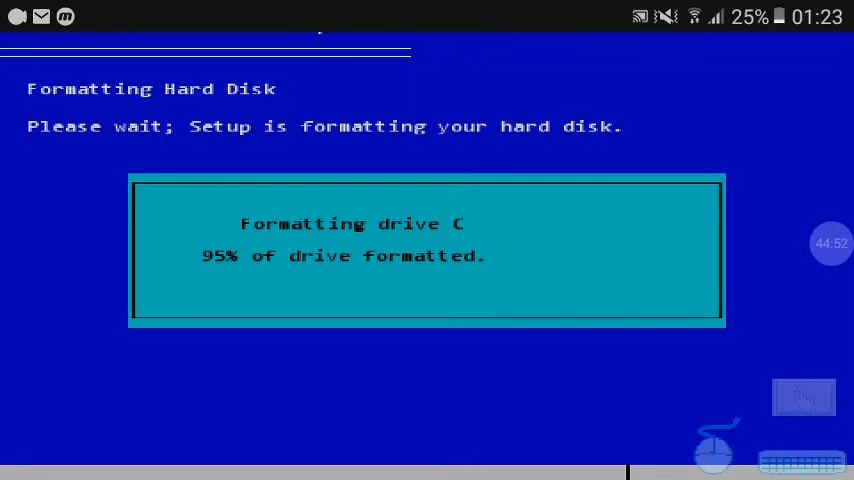 25% 01:23
Formatting Hard Disk
Please wait; Setup is formatting your hard disk.
Formatting drive C
95% of drive formatted.
44:52